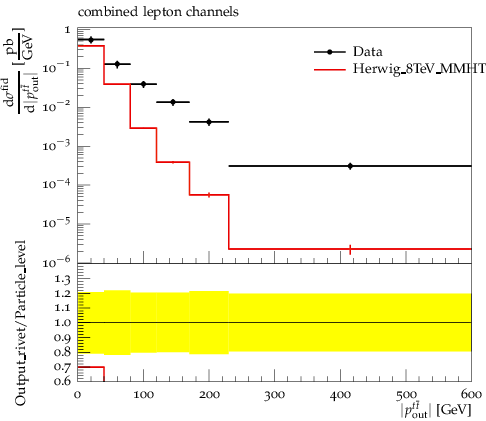 combined lepton channels
dσ^fid / d|p_out^tt̄| [pb / GeV]
1
10⁻¹
10⁻²
10⁻³
10⁻⁴
10⁻⁵
10⁻⁶
Data
Herwig_8TeV_MMHT
Output_rivet/Particle_level
1.3
1.2
1.1
1.0
0.9
0.8
0.7
0.6
0 100 200 300 400 500 600
|p_out^tt̄| [GeV]